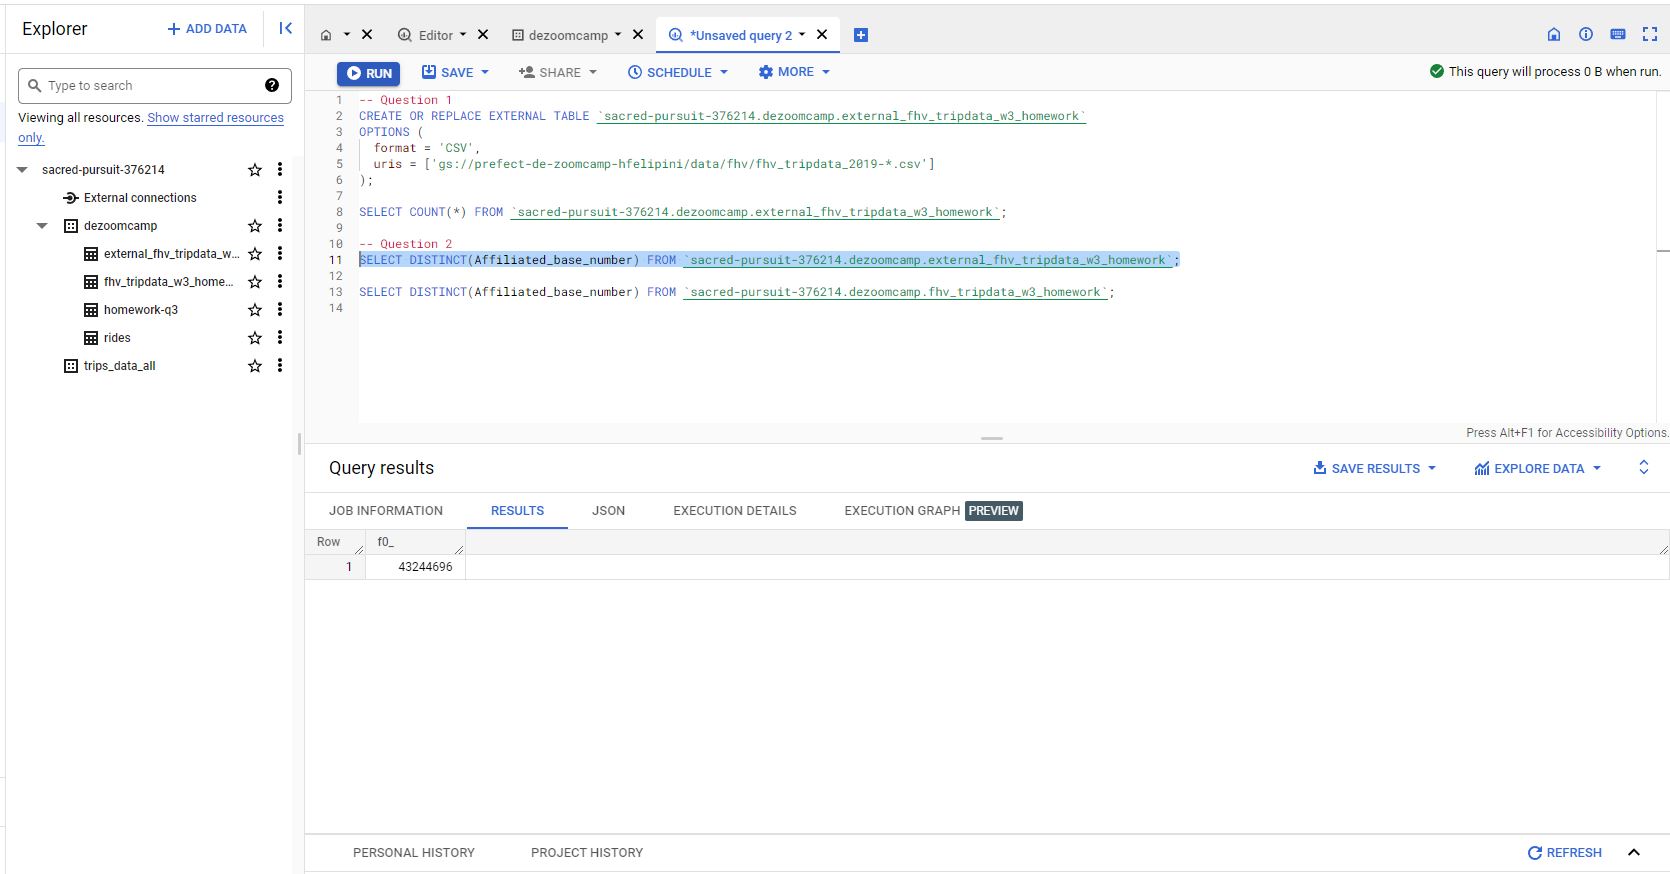 Explorer
+ ADD DATA
Type to search
Viewing all resources. Show starred resources
only.
sacred-pursuit-376214
External connections
dezoomcamp
external_fhv_tripdata_w...
fhv_tripdata_w3_home...
homework-q3
rides
trips_data_all
Editor
dezoomcamp
*Unsaved query 2
RUN
SAVE
SHARE
SCHEDULE
MORE
This query will process 0 B when run.
1 -- Question 1
2 CREATE OR REPLACE EXTERNAL TABLE `sacred-pursuit-376214.dezoomcamp.external_fhv_tripdata_w3_homework`
3 OPTIONS (
4 format = 'CSV',
5 uris = ['gs://prefect-de-zoomcamp-hfelipini/data/fhv/fhv_tripdata_2019-*.csv']
6 );
7
8 SELECT COUNT(*) FROM `sacred-pursuit-376214.dezoomcamp.external_fhv_tripdata_w3_homework`;
9
10 -- Question 2
11 SELECT DISTINCT(Affiliated_base_number) FROM `sacred-pursuit-376214.dezoomcamp.external_fhv_tripdata_w3_homework`;
12
13 SELECT DISTINCT(Affiliated_base_number) FROM `sacred-pursuit-376214.dezoomcamp.fhv_tripdata_w3_homework`;
14
Press Alt+F1 for Accessibility Options.
Query results
SAVE RESULTS
EXPLORE DATA
JOB INFORMATION
RESULTS
JSON
EXECUTION DETAILS
EXECUTION GRAPH PREVIEW
Row f0_
1 43244696
PERSONAL HISTORY
PROJECT HISTORY
REFRESH